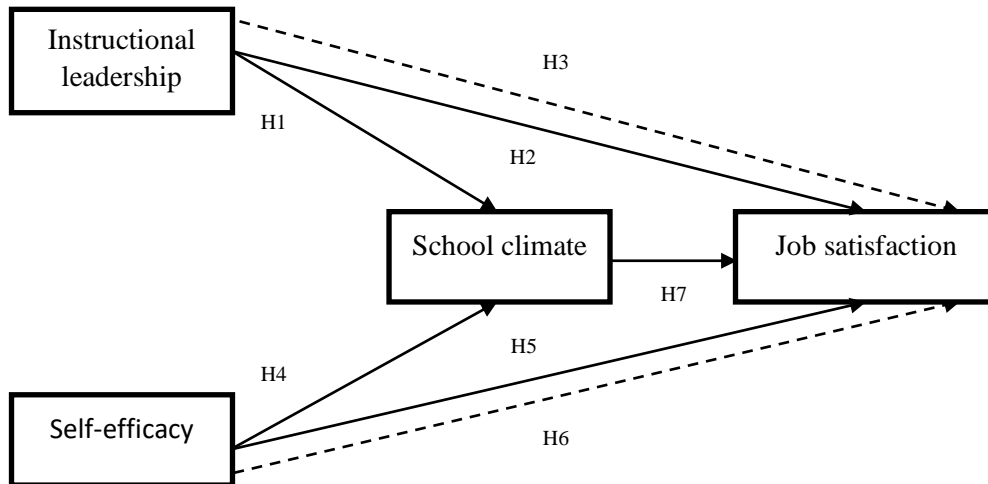 Instructional
leadership
H3
H1
H2
School climate
Job satisfaction
H7
H5
H4
Self-efficacy
H6